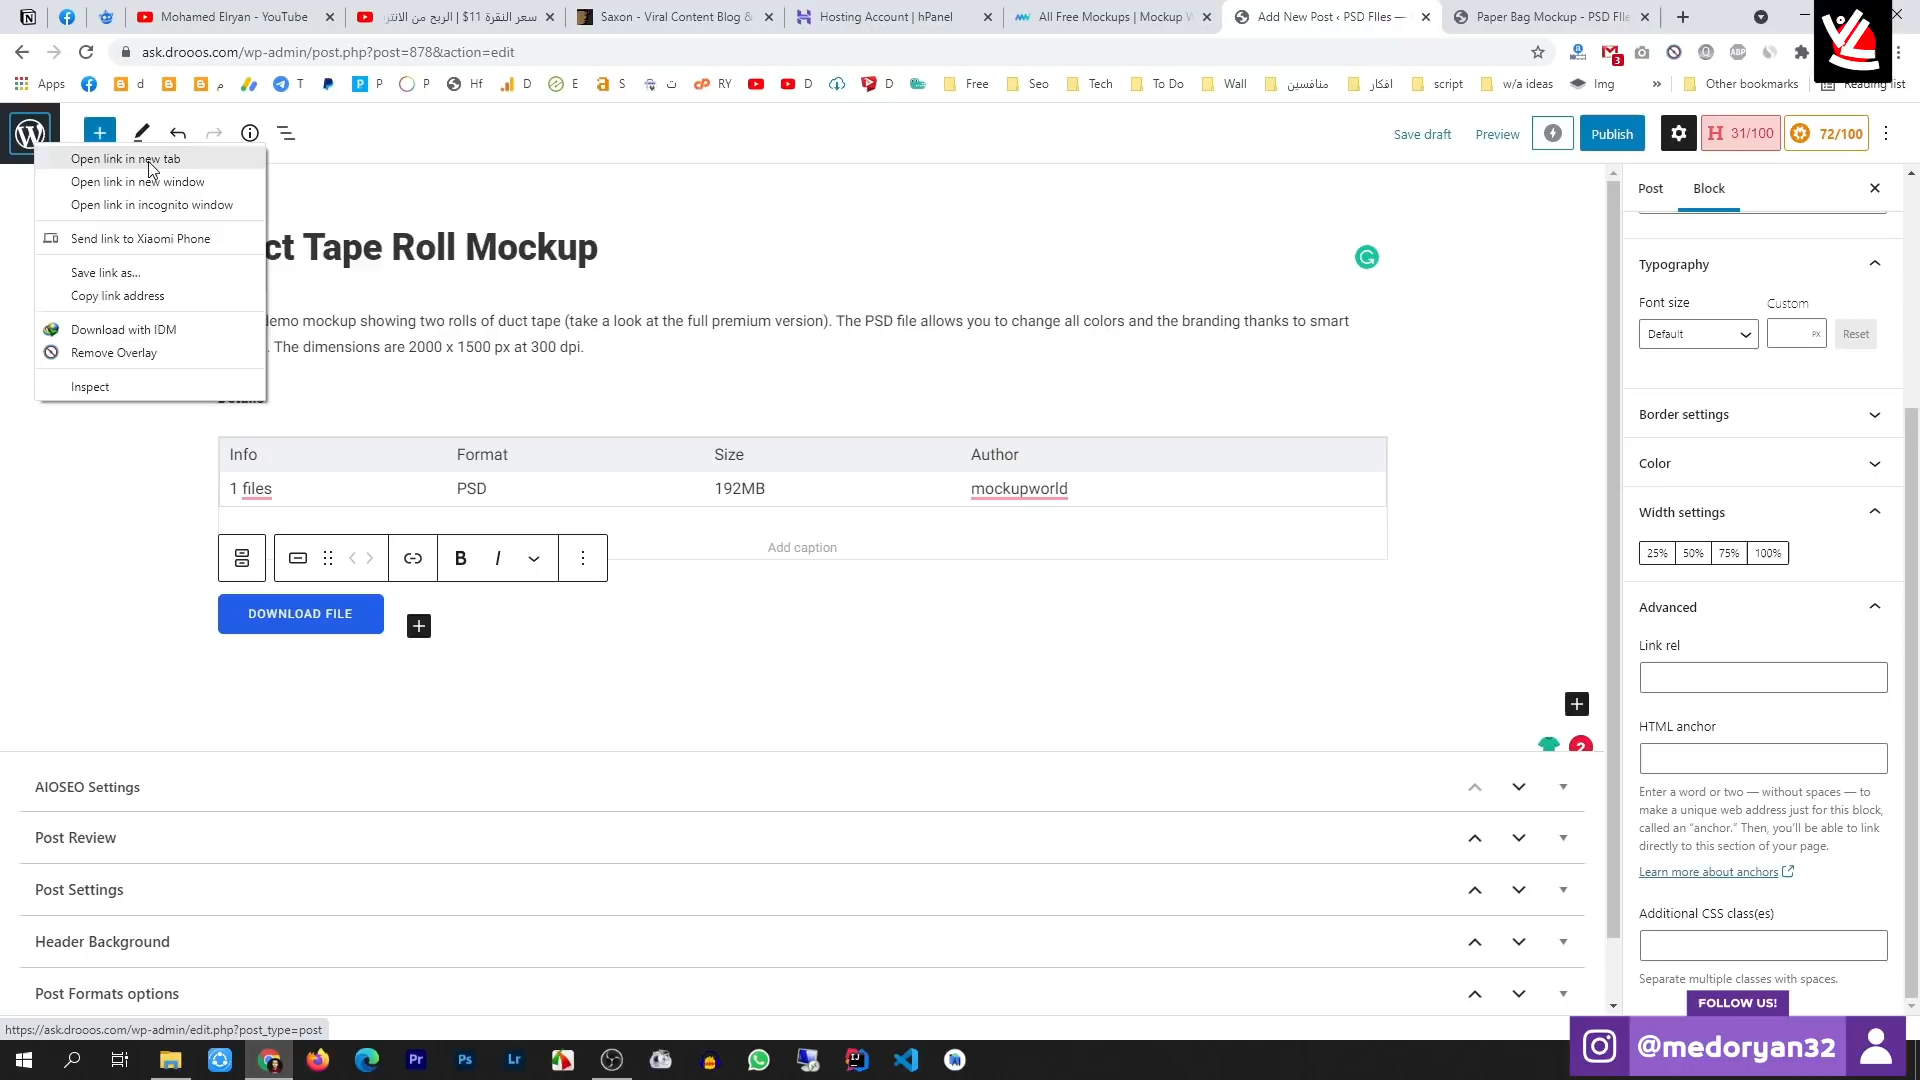 Mohamed Elryan - YouTube
سعر النقرة 11$ | الربح من الانتر
Saxon - Viral Content Blog &
Hosting Account | hPanel
All Free Mockups | Mockup W
Add New Post ‹ PSD FIles —
Paper Bag Mockup - PSD FIle
ask.drooos.com/wp-admin/post.php?post=878&action=edit
3
ABP
Apps
d
م
T
P
P
Hf
D
E
S
ت
RY
D
D
Free
Seo
Tech
To Do
Wall
منافسين
افكار
script
w/a ideas
Img
»
Other bookmarks
Reading list
Save draft
Preview
Publish
H 31/100
72/100
Open link in new tab
Open link in new window
Open link in incognito window
Send link to Xiaomi Phone
Save link as...
Copy link address
Download with IDM
Remove Overlay
Inspect
ct Tape Roll Mockup
demo mockup showing two rolls of duct tape (take a look at the full premium version). The PSD file allows you to change all colors and the branding thanks to smart
. The dimensions are 2000 x 1500 px at 300 dpi.
Info Format Size Author
1 files PSD 192MB mockupworld
Add caption
B I
DOWNLOAD FILE
2
AIOSEO Settings
Post Review
Post Settings
Header Background
Post Formats options
Post
Block
Typography
Font size
Custom
Default
PX
Reset
Border settings
Color
Width settings
25% 50% 75% 100%
Advanced
Link rel
HTML anchor
Enter a word or two — without spaces — to
make a unique web address just for this block,
called an “anchor.” Then, you’ll be able to link
directly to this section of your page.
Learn more about anchors
Additional CSS class(es)
Separate multiple classes with spaces.
FOLLOW US!
@medoryan32
https://ask.drooos.com/wp-admin/edit.php?post_type=post
Pr
Ps
Lr